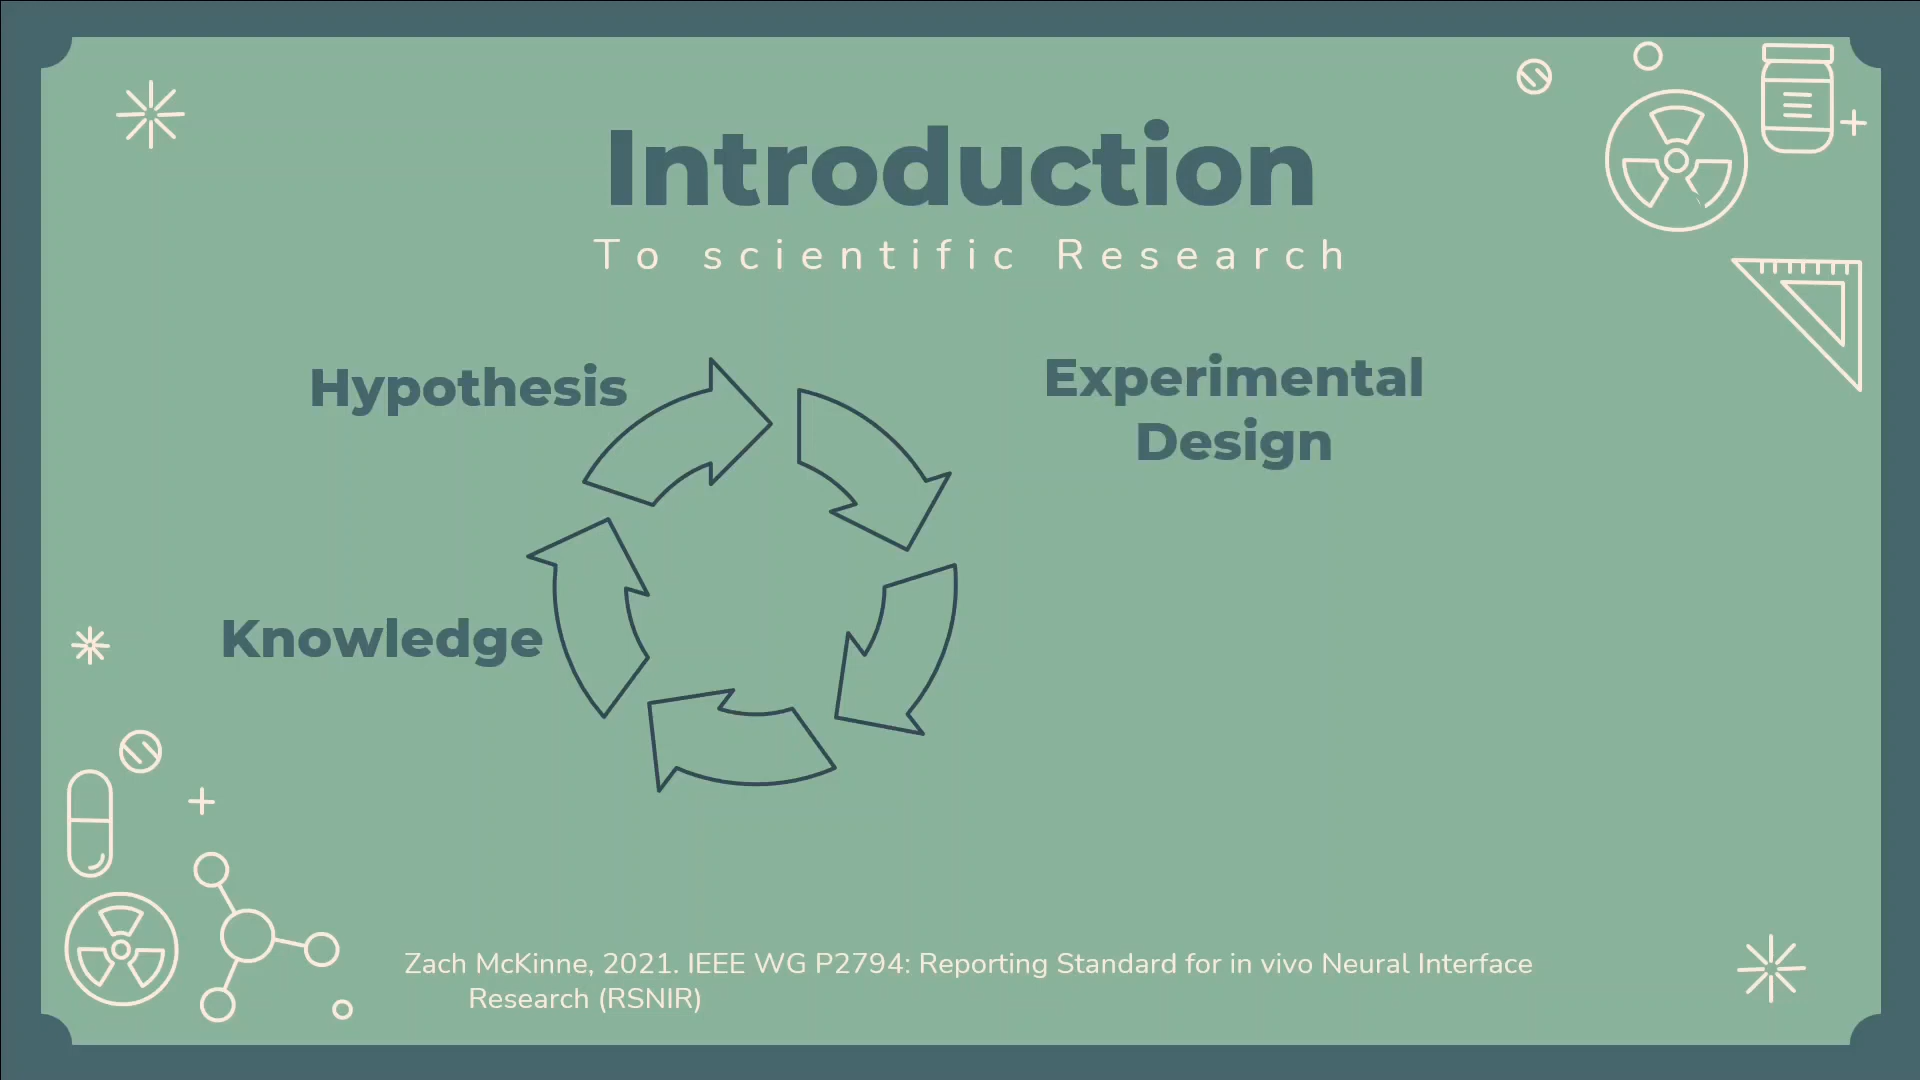 Introduction
To scientific Research
Hypothesis
Experimental
Design
Knowledge
Zach McKinne, 2021. IEEE WG P2794: Reporting Standard for in vivo Neural Interface
Research (RSNIR)